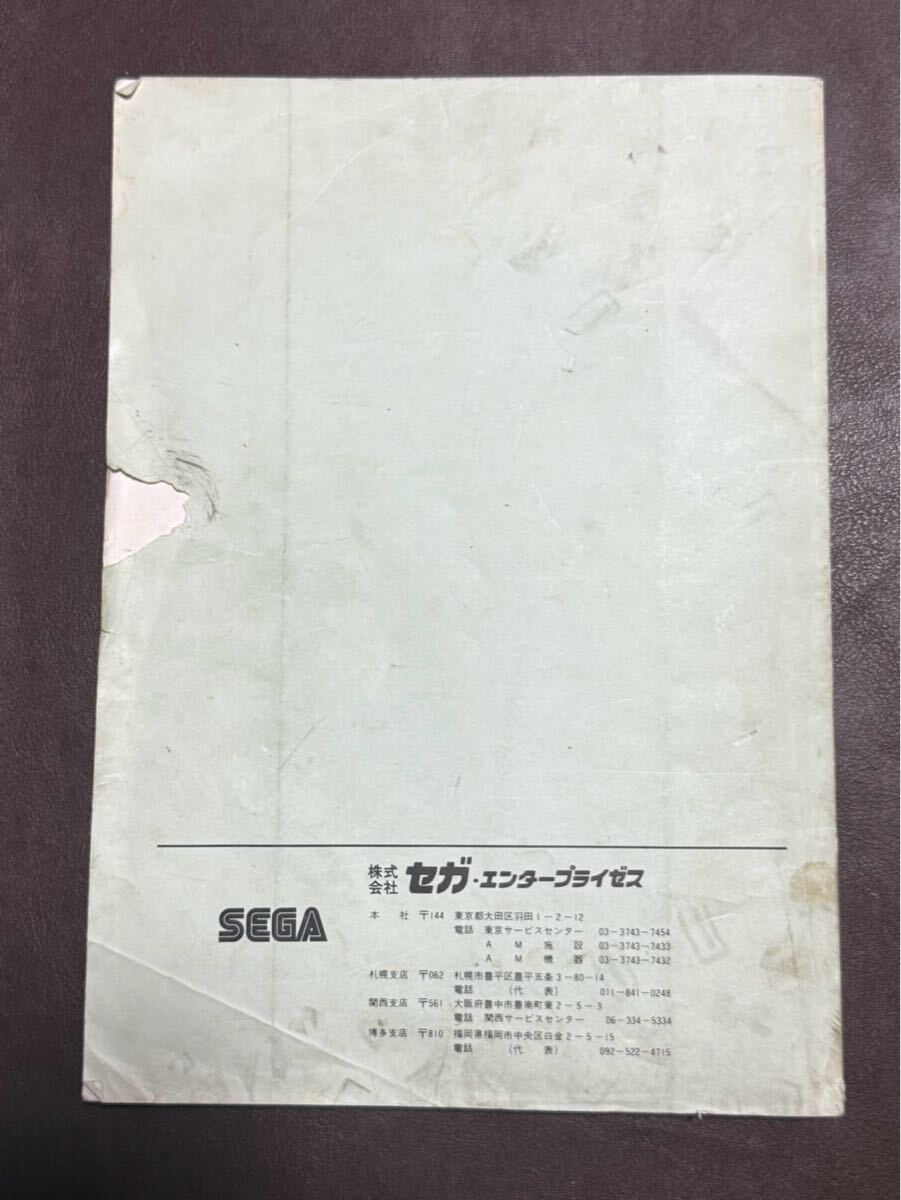 株式会社 セガ・エンタープライゼス
SEGA
本 社 〒144 東京都大田区羽田1-2-12
電話 東京サービスセンター 03-3743-7454
AM施設 03-3743-7433
AM機器 03-3743-7432
札幌支店 〒062 札幌市豊平区豊平五条3-80-14
電話 (代 表) 011-841-0248
関西支店 〒561 大阪府豊中市豊南町東2-5-3
電話 関西サービスセンター 06-334-5334
博多支店 〒810 福岡県福岡市中央区白金2-5-15
電話 (代 表) 092-522-4715